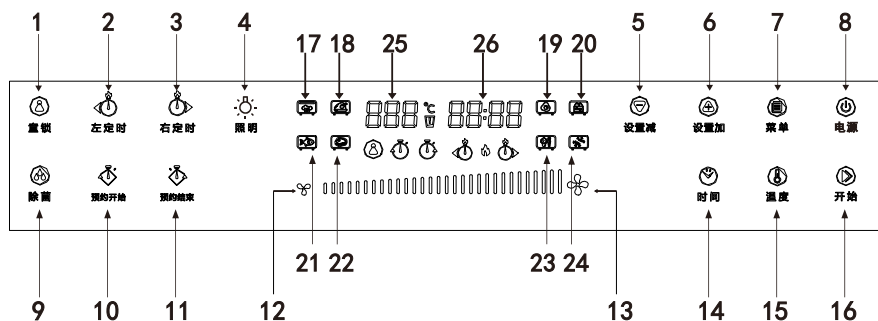 1 2 3 4 17 18 25 26 19 20 5 6 7 8
888 ℃ 88:88
童锁 左定时 右定时 照明 设置减 设置加 菜单 电源
除菌 预约开始 预约结束 时间 温度 开始
9 10 11 12 21 22 23 24 13 14 15 16